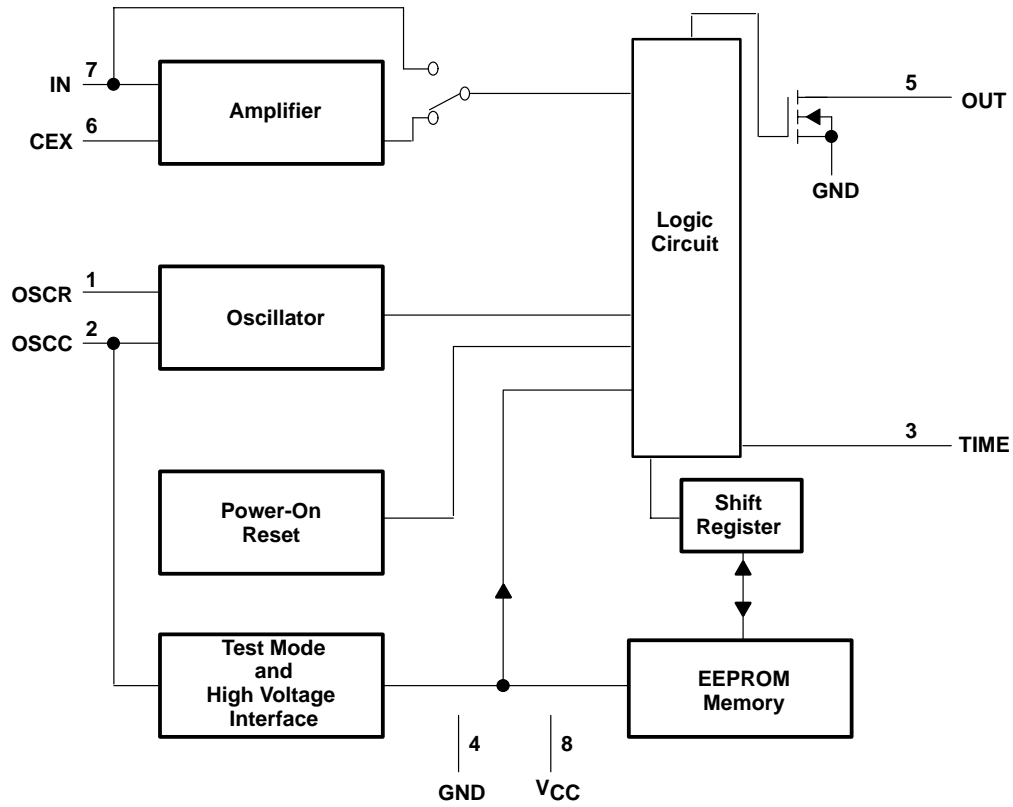 7
IN
Amplifier
6
CEX
5
OUT
GND
Logic
Circuit
1
OSCR
Oscillator
2
OSCC
3
TIME
Power-On
Reset
Shift
Register
Test Mode
and
High Voltage
Interface
EEPROM
Memory
4
GND
8
VCC